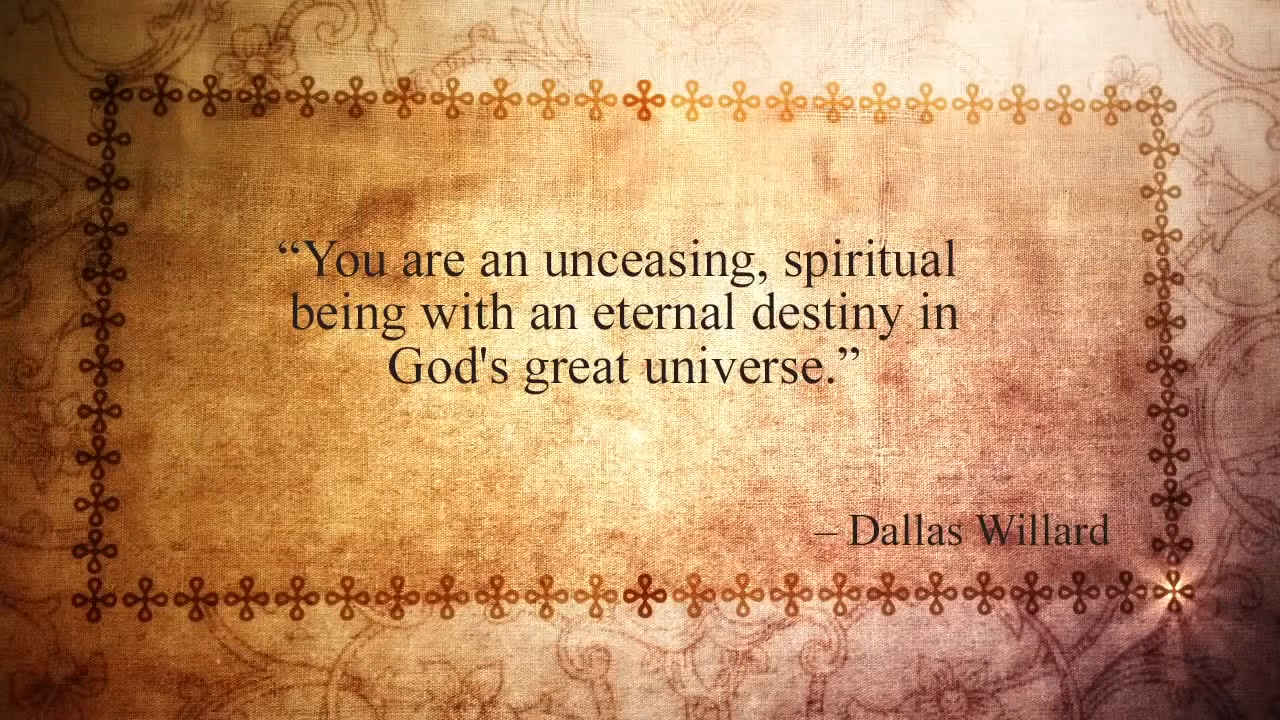 “You are an unceasing, spiritual
being with an eternal destiny in
God's great universe.”
– Dallas Willard